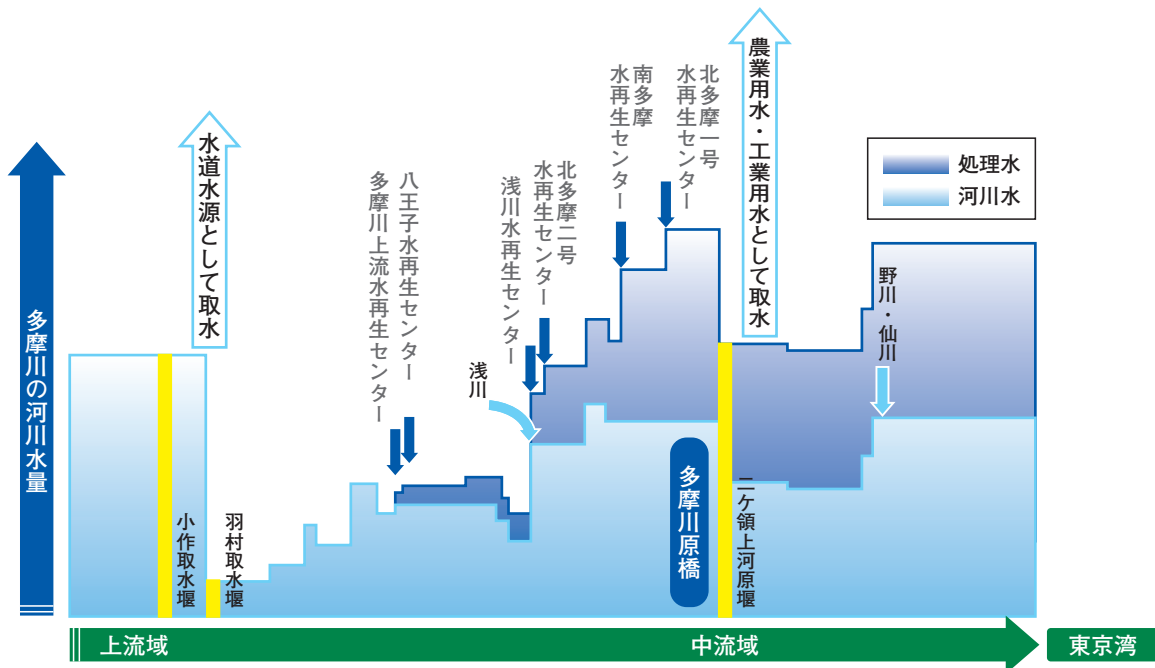 多摩川の河川水量
水道水源として取水
小作取水堰
羽村取水堰
多摩川上流水再生センター
八王子水再生センター
浅川
浅川水再生センター
北多摩二号
水再生センター
南多摩
水再生センター
北多摩一号
水再生センター
農業用水・工業用水として取水
処理水
河川水
野川・仙川
多摩川原橋
二ケ領上河原堰
上流域
中流域
東京湾